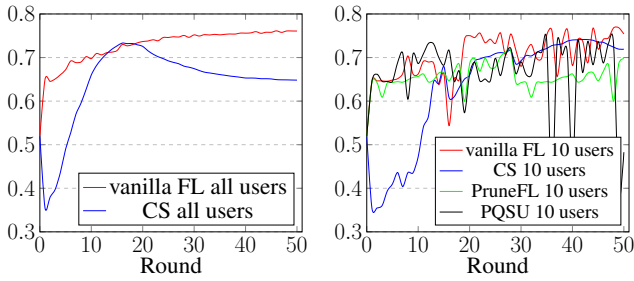 0.8
0.7
0.6
0.5
0.4
0.3
0 10 20 30 40 50
Round
vanilla FL all users
CS all users
0.8
0.7
0.6
0.5
0.4
0.3
0 10 20 30 40 50
Round
vanilla FL 10 users
CS 10 users
PruneFL 10 users
PQSU 10 users